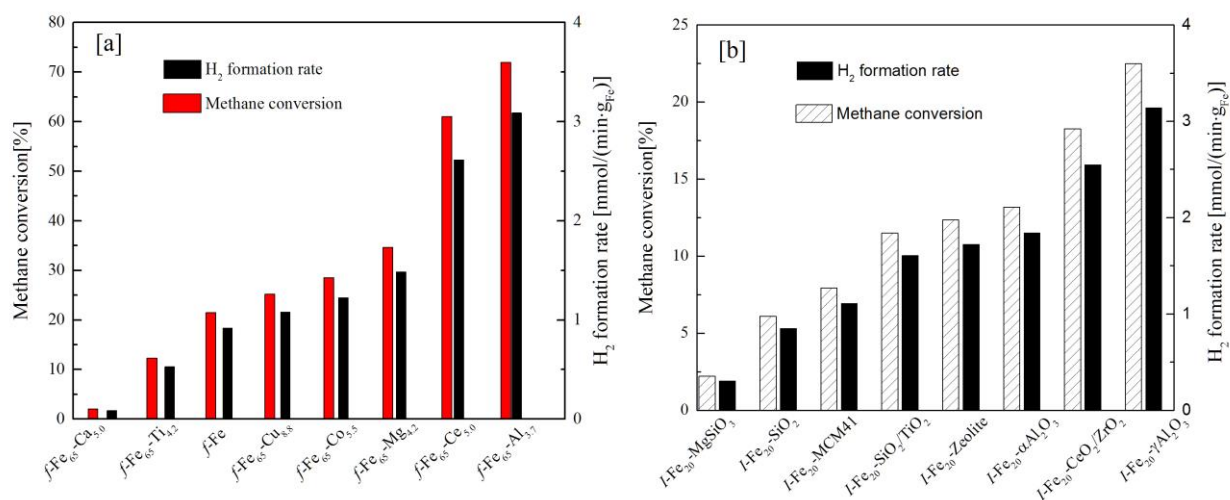 [a]
H₂ formation rate
Methane conversion
Methane conversion[%]
80
70
60
50
40
30
20
10
0
H₂ formation rate [mmol/(min·g_Fe)]
4
3
2
1
0
f-Fe₆₅-Ca₅.₀
f-Fe₆₅-Ti₄.₂
f-Fe
f-Fe₆₅-Cu₈.₈
f-Fe₆₅-Co₅.₅
f-Fe₆₅-Mg₄.₂
f-Fe₆₅-Ce₅.₀
f-Fe₆₅-Al₃.₇
[b]
H₂ formation rate
Methane conversion
Methane conversion[%]
25
20
15
10
5
0
H₂ formation rate [mmol/(min·g_Fe)]
4
3
2
1
0
I-Fe₂₀-MgSiO₃
I-Fe₂₀-SiO₂
I-Fe₂₀-MCM41
I-Fe₂₀-SiO₂/TiO₂
I-Fe₂₀-Zeolite
I-Fe₂₀-αAl₂O₃
I-Fe₂₀-CeO₂/ZrO₂
I-Fe₂₀-γAl₂O₃